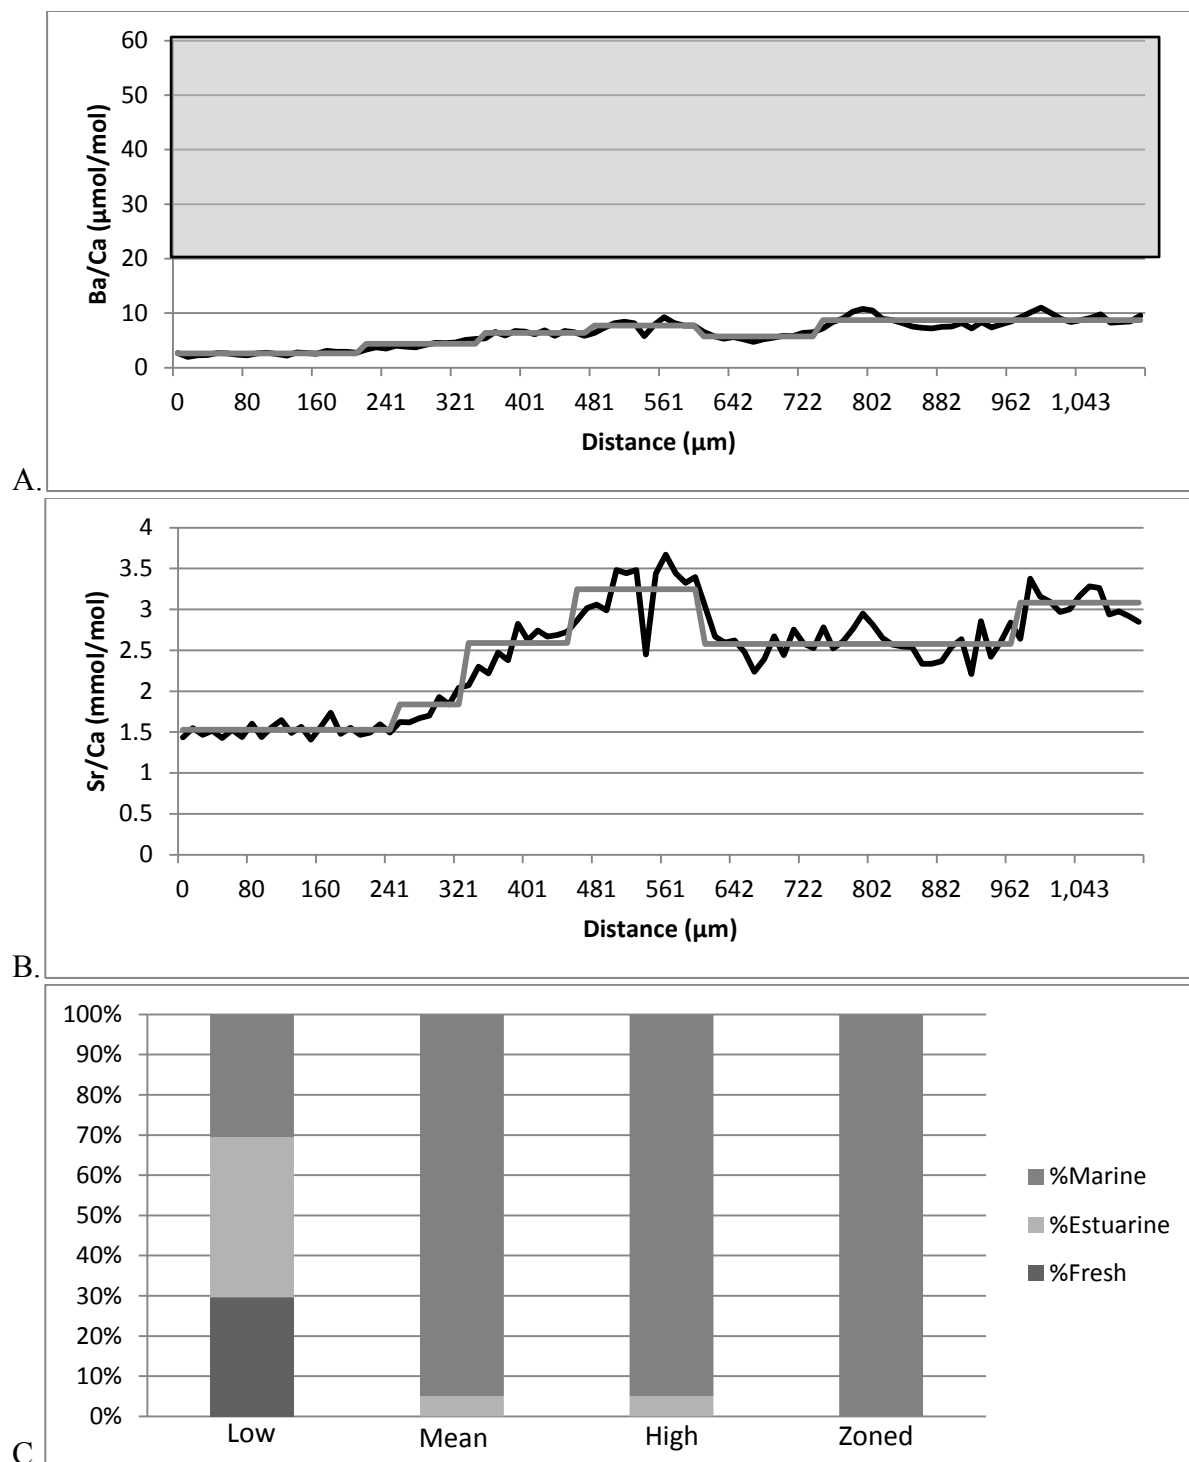 60
50
40
30
20
10
0
Ba/Ca (µmol/mol)
0 80 160 241 321 401 481 561 642 722 802 882 962 1,043
Distance (µm)
A.
4
3.5
3
2.5
2
1.5
1
0.5
0
Sr/Ca (mmol/mol)
0 80 160 241 321 401 481 561 642 722 802 882 962 1,043
Distance (µm)
B.
100%
90%
80%
70%
60%
50%
40%
30%
20%
10%
0%
Low Mean High Zoned
%Marine
%Estuarine
%Fresh
C